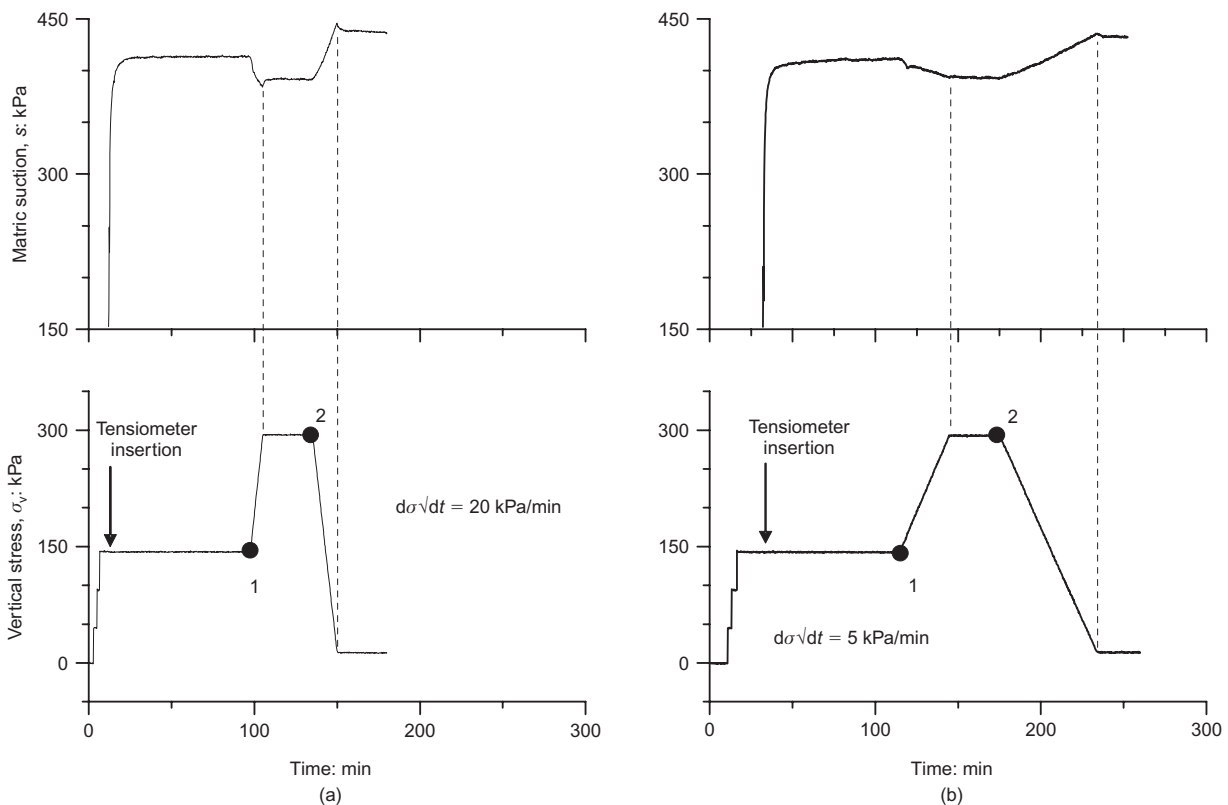 450
300
150
Matric suction, s: kPa
450
300
150
Tensiometer
insertion
2
1
dσ√dt = 20 kPa/min
300
150
0
Vertical stress, σv: kPa
0
100
200
300
Time: min
(a)
Tensiometer
insertion
2
1
dσ√dt = 5 kPa/min
300
150
0
0
100
200
300
Time: min
(b)